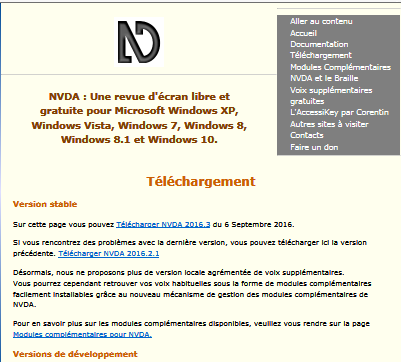 Aller au contenu
Accueil
Documentation
Téléchargement
Modules Complémentaires
NVDA et le Braille
Voix supplémentaires
gratuites
L'AccessiKey par Corentin
Autres sites à visiter
Contacts
Faire un don
NVDA : Une revue d'écran libre et
gratuite pour Microsoft Windows XP,
Windows Vista, Windows 7, Windows 8,
Windows 8.1 et Windows 10.
Téléchargement
Version stable
Sur cette page vous pouvez Télécharger NVDA 2016.3 du 6 Septembre 2016.
Si vous rencontrez des problèmes avec la dernière version, vous pouvez télécharger ici la version
précédente. Télécharger NVDA 2016.2.1
Désormais, nous ne proposons plus de version locale agrémentée de voix supplémentaires.
Vous pourrez cependant retrouver vos voix habituelles sous la forme de modules complémentaires
facilement installables grâce au nouveau mécanisme de gestion des modules complémentaires de
NVDA.
Pour en savoir plus sur les modules complémentaires disponibles, veuillez vous rendre sur la page
Modules complémentaires pour NVDA.
Versions de développement